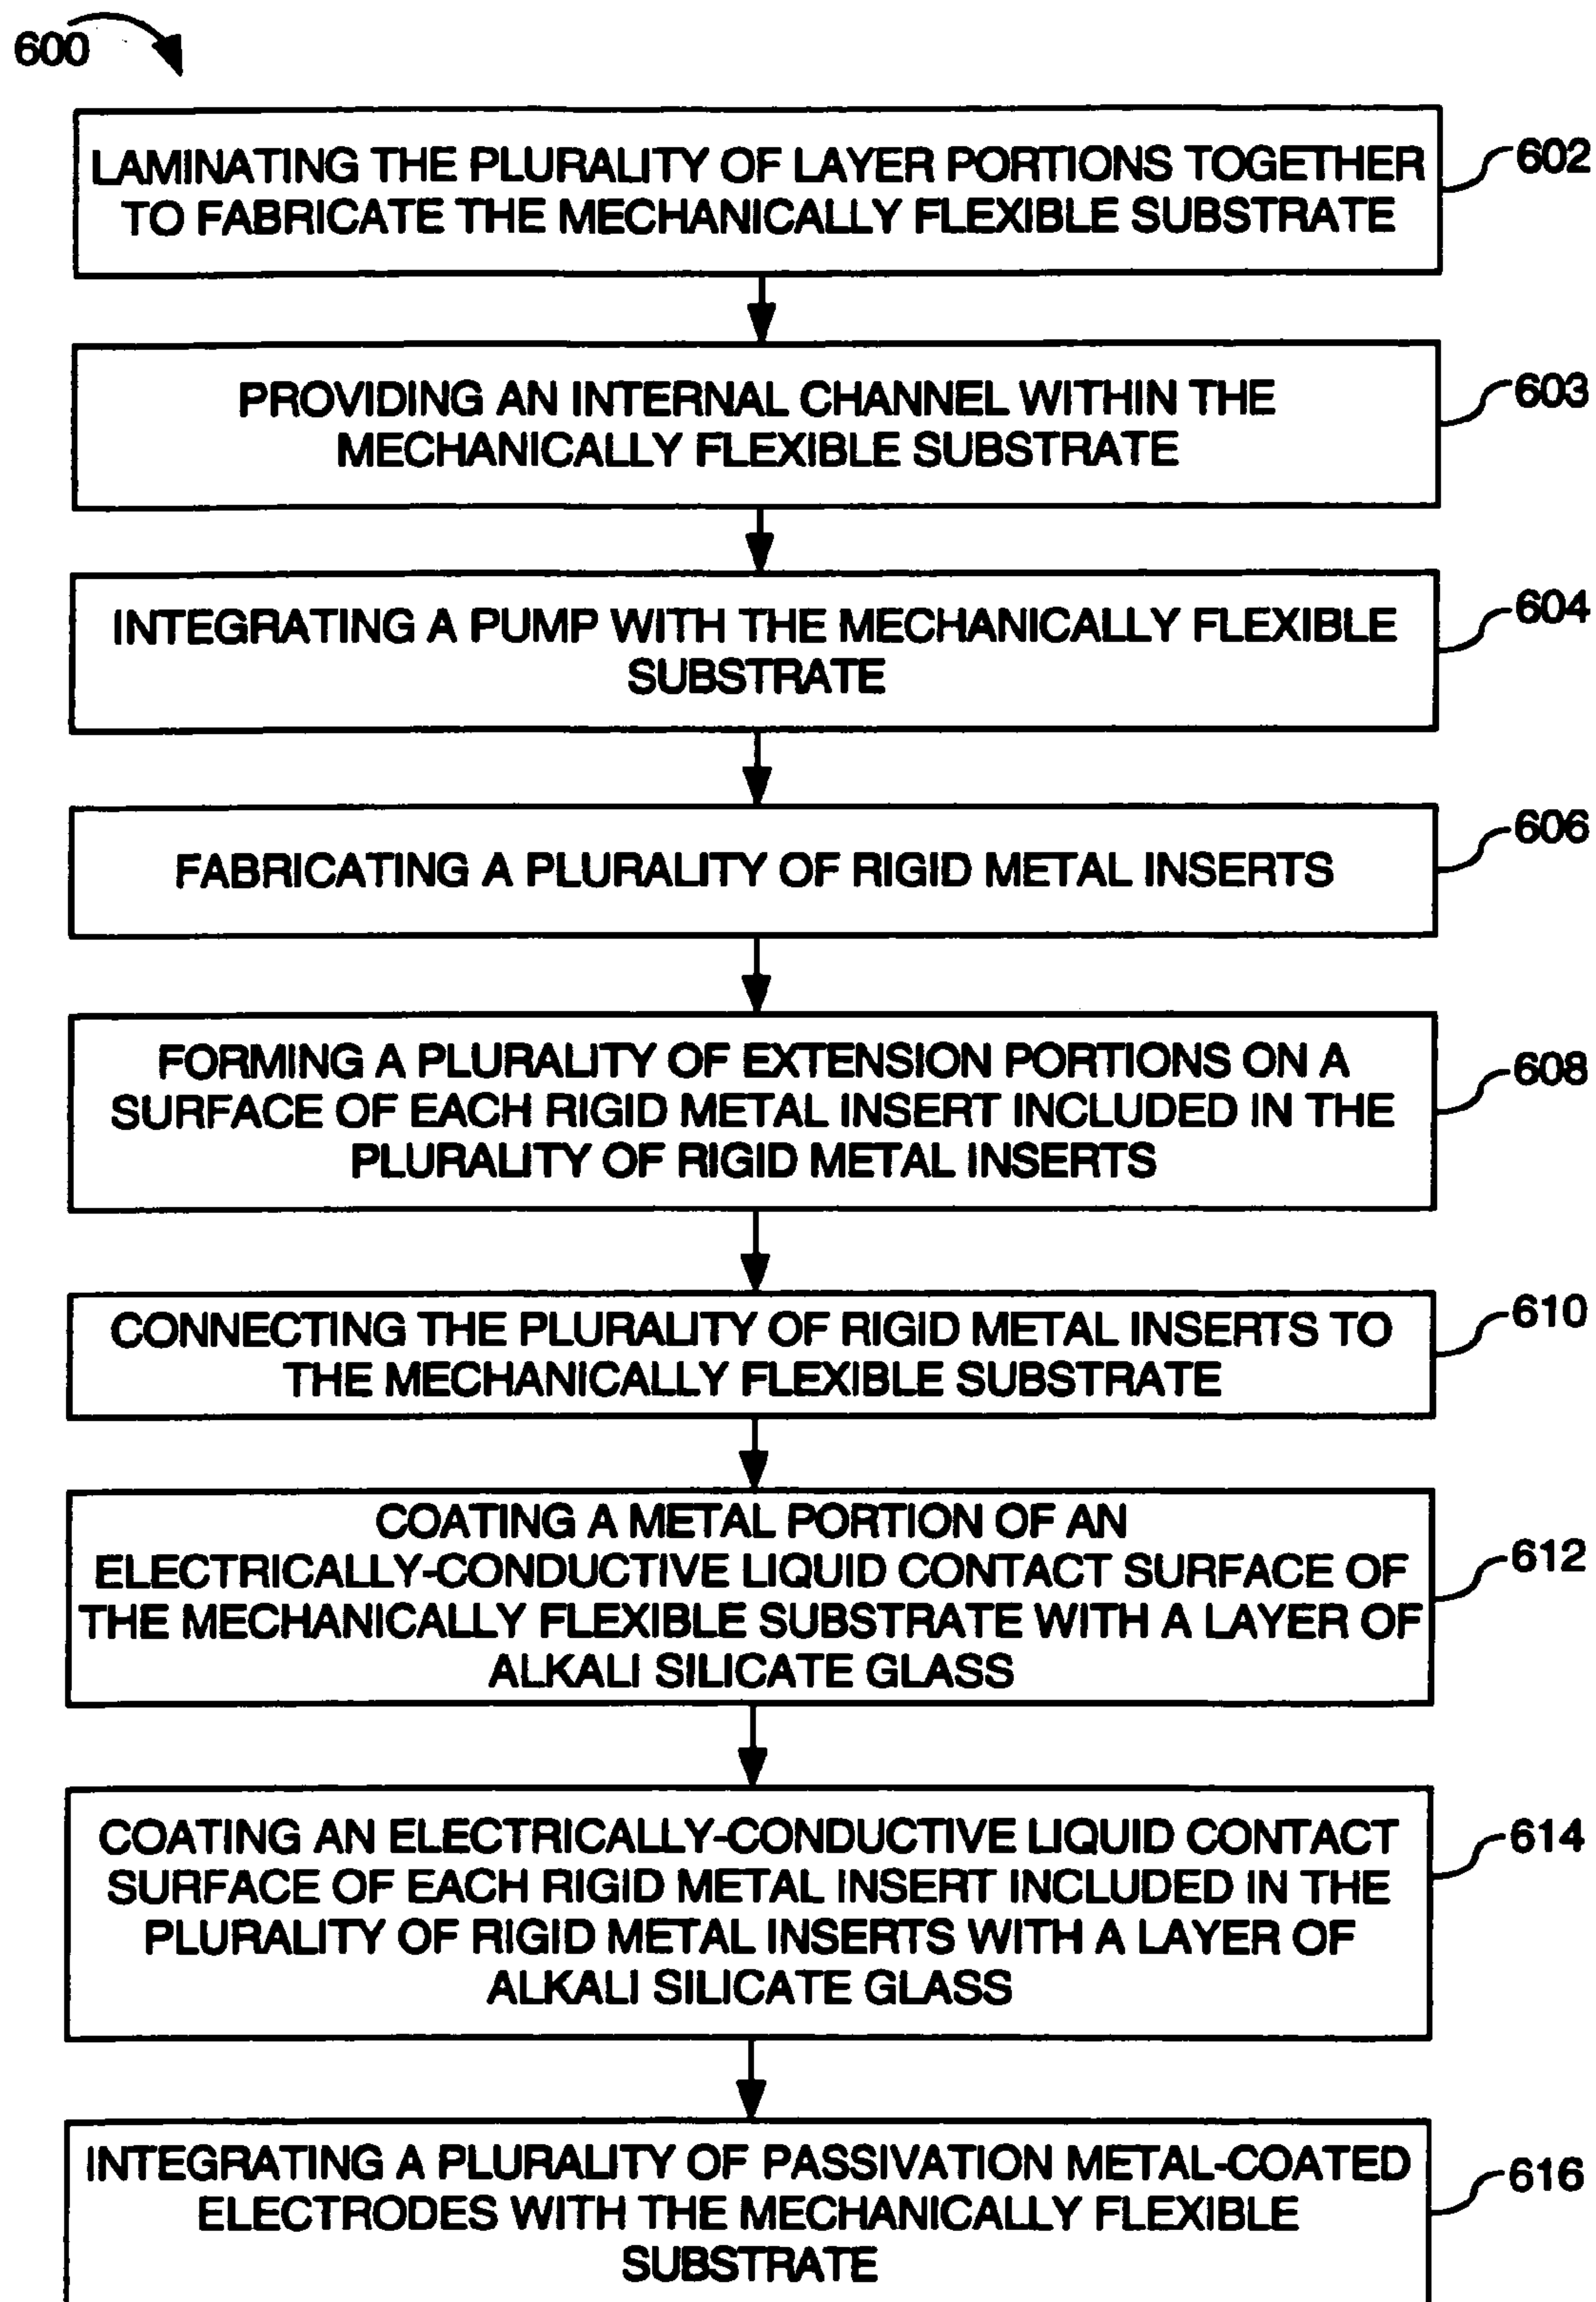 600
LAMINATING THE PLURALITY OF LAYER PORTIONS TOGETHER
TO FABRICATE THE MECHANICALLY FLEXIBLE SUBSTRATE
602
PROVIDING AN INTERNAL CHANNEL WITHIN THE
MECHANICALLY FLEXIBLE SUBSTRATE
603
INTEGRATING A PUMP WITH THE MECHANICALLY FLEXIBLE
SUBSTRATE
604
FABRICATING A PLURALITY OF RIGID METAL INSERTS
606
FORMING A PLURALITY OF EXTENSION PORTIONS ON A
SURFACE OF EACH RIGID METAL INSERT INCLUDED IN THE
PLURALITY OF RIGID METAL INSERTS
608
CONNECTING THE PLURALITY OF RIGID METAL INSERTS TO
THE MECHANICALLY FLEXIBLE SUBSTRATE
610
COATING A METAL PORTION OF AN
ELECTRICALLY-CONDUCTIVE LIQUID CONTACT SURFACE OF
THE MECHANICALLY FLEXIBLE SUBSTRATE WITH A LAYER OF
ALKALI SILICATE GLASS
612
COATING AN ELECTRICALLY-CONDUCTIVE LIQUID CONTACT
SURFACE OF EACH RIGID METAL INSERT INCLUDED IN THE
PLURALITY OF RIGID METAL INSERTS WITH A LAYER OF
ALKALI SILICATE GLASS
614
INTEGRATING A PLURALITY OF PASSIVATION METAL-COATED
ELECTRODES WITH THE MECHANICALLY FLEXIBLE
SUBSTRATE
616